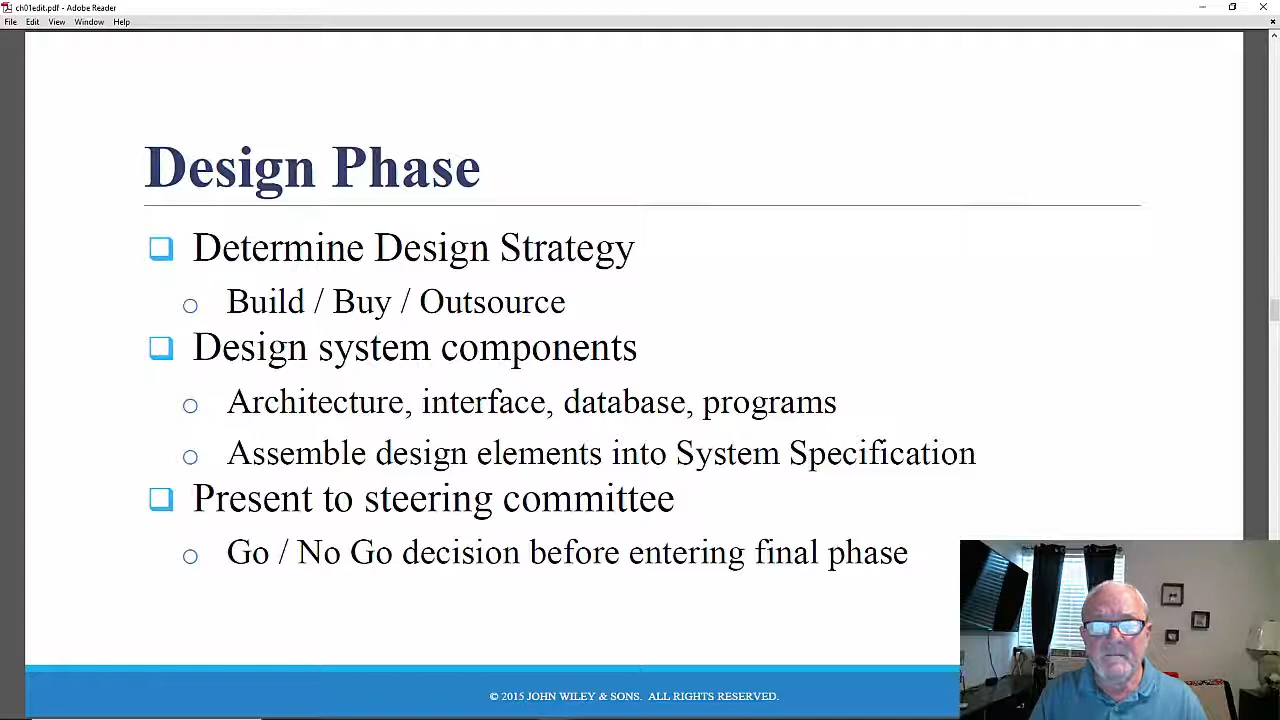 ch01edit.pdf - Adobe Reader
File Edit View Window Help
Design Phase
Determine Design Strategy
Build / Buy / Outsource
Design system components
Architecture, interface, database, programs
Assemble design elements into System Specification
Present to steering committee
Go / No Go decision before entering final phase
© 2015 JOHN WILEY & SONS. ALL RIGHTS RESERVED.